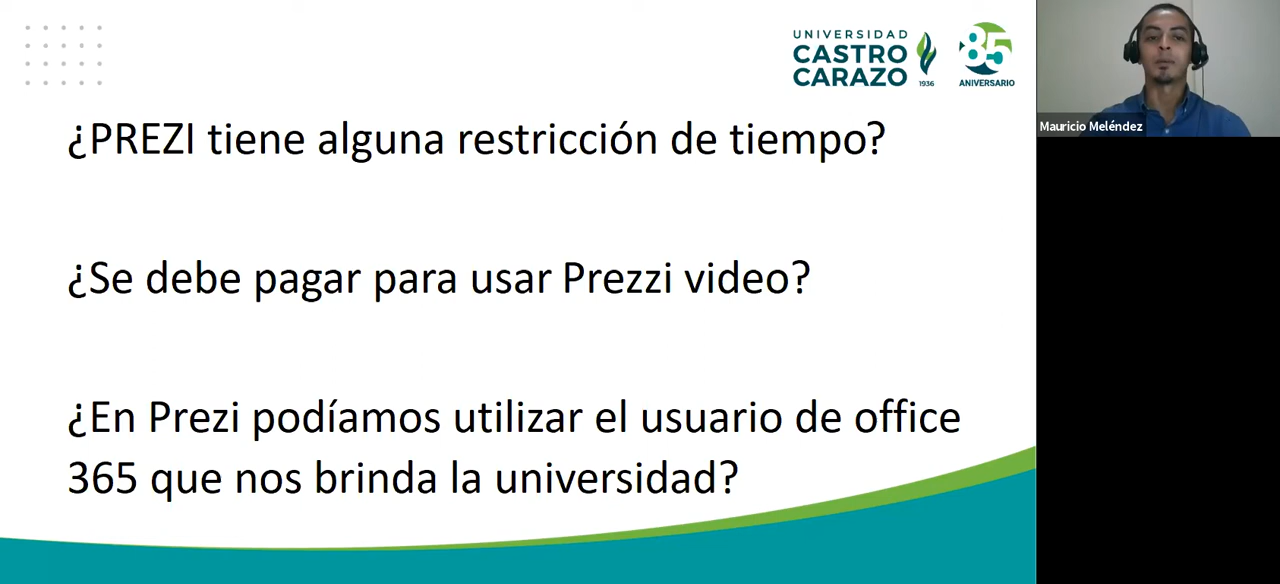 UNIVERSIDAD
CASTRO
CARAZO
1936
85
ANIVERSARIO
Mauricio Meléndez
¿PREZI tiene alguna restricción de tiempo?
¿Se debe pagar para usar Prezzi video?
¿En Prezi podíamos utilizar el usuario de office
365 que nos brinda la universidad?